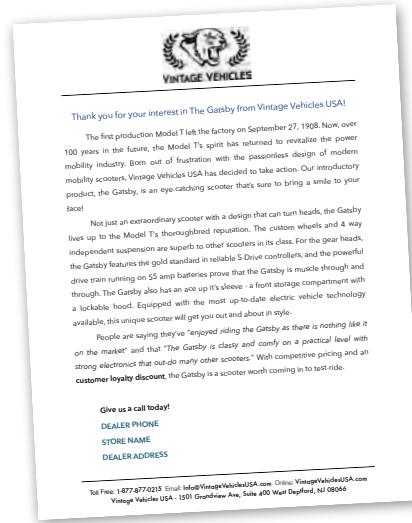 VINTAGE VEHICLES
Thank you for your interest in The Gatsby from Vintage Vehicles USA!
The first production Model T left the factory on September 27, 1908. Now, over
100 years in the future, the Model T's spirit has returned to revitalize the power
mobility industry. Born out of frustration with the passionless design of modern
mobility scooters, Vintage Vehicles USA has decided to take action. Our introductory
product, the Gatsby, is an eye-catching scooter that's sure to bring a smile to your
face!
Not just an extraordinary scooter with a design that can turn heads, the Gatsby
lives up to the Model T's thoroughbred reputation. The custom wheels and 4 way
independent suspension are superb to other scooters in its class. For the gear heads,
the Gatsby features the gold standard in reliable S-Drive controllers, and the powerful
drive train running on 55 amp batteries prove that the Gatsby is muscle through and
through. The Gatsby also has an ace up it's sleeve - a front storage compartment with
a lockable hood. Equipped with the most up-to-date electric vehicle technology
available, this unique scooter will get you out and about in style.
People are saying they've "enjoyed riding the Gatsby as there is nothing like it
on the market" and that "The Gatsby is classy and comfy on a practical level with
strong electronics that out-do many other scooters." With competitive pricing and an
customer loyalty discount, the Gatsby is a scooter worth coming in to test-ride.
Give us a call today!
DEALER PHONE
STORE NAME
DEALER ADDRESS
Toll Free: 1-877-877-0215 Email: Info@VintageVehiclesUSA.com Online: VintageVehiclesUSA.com
Vintage Vehicles USA - 1501 Grandview Ave, Suite 400 West Deptford, NJ 08066